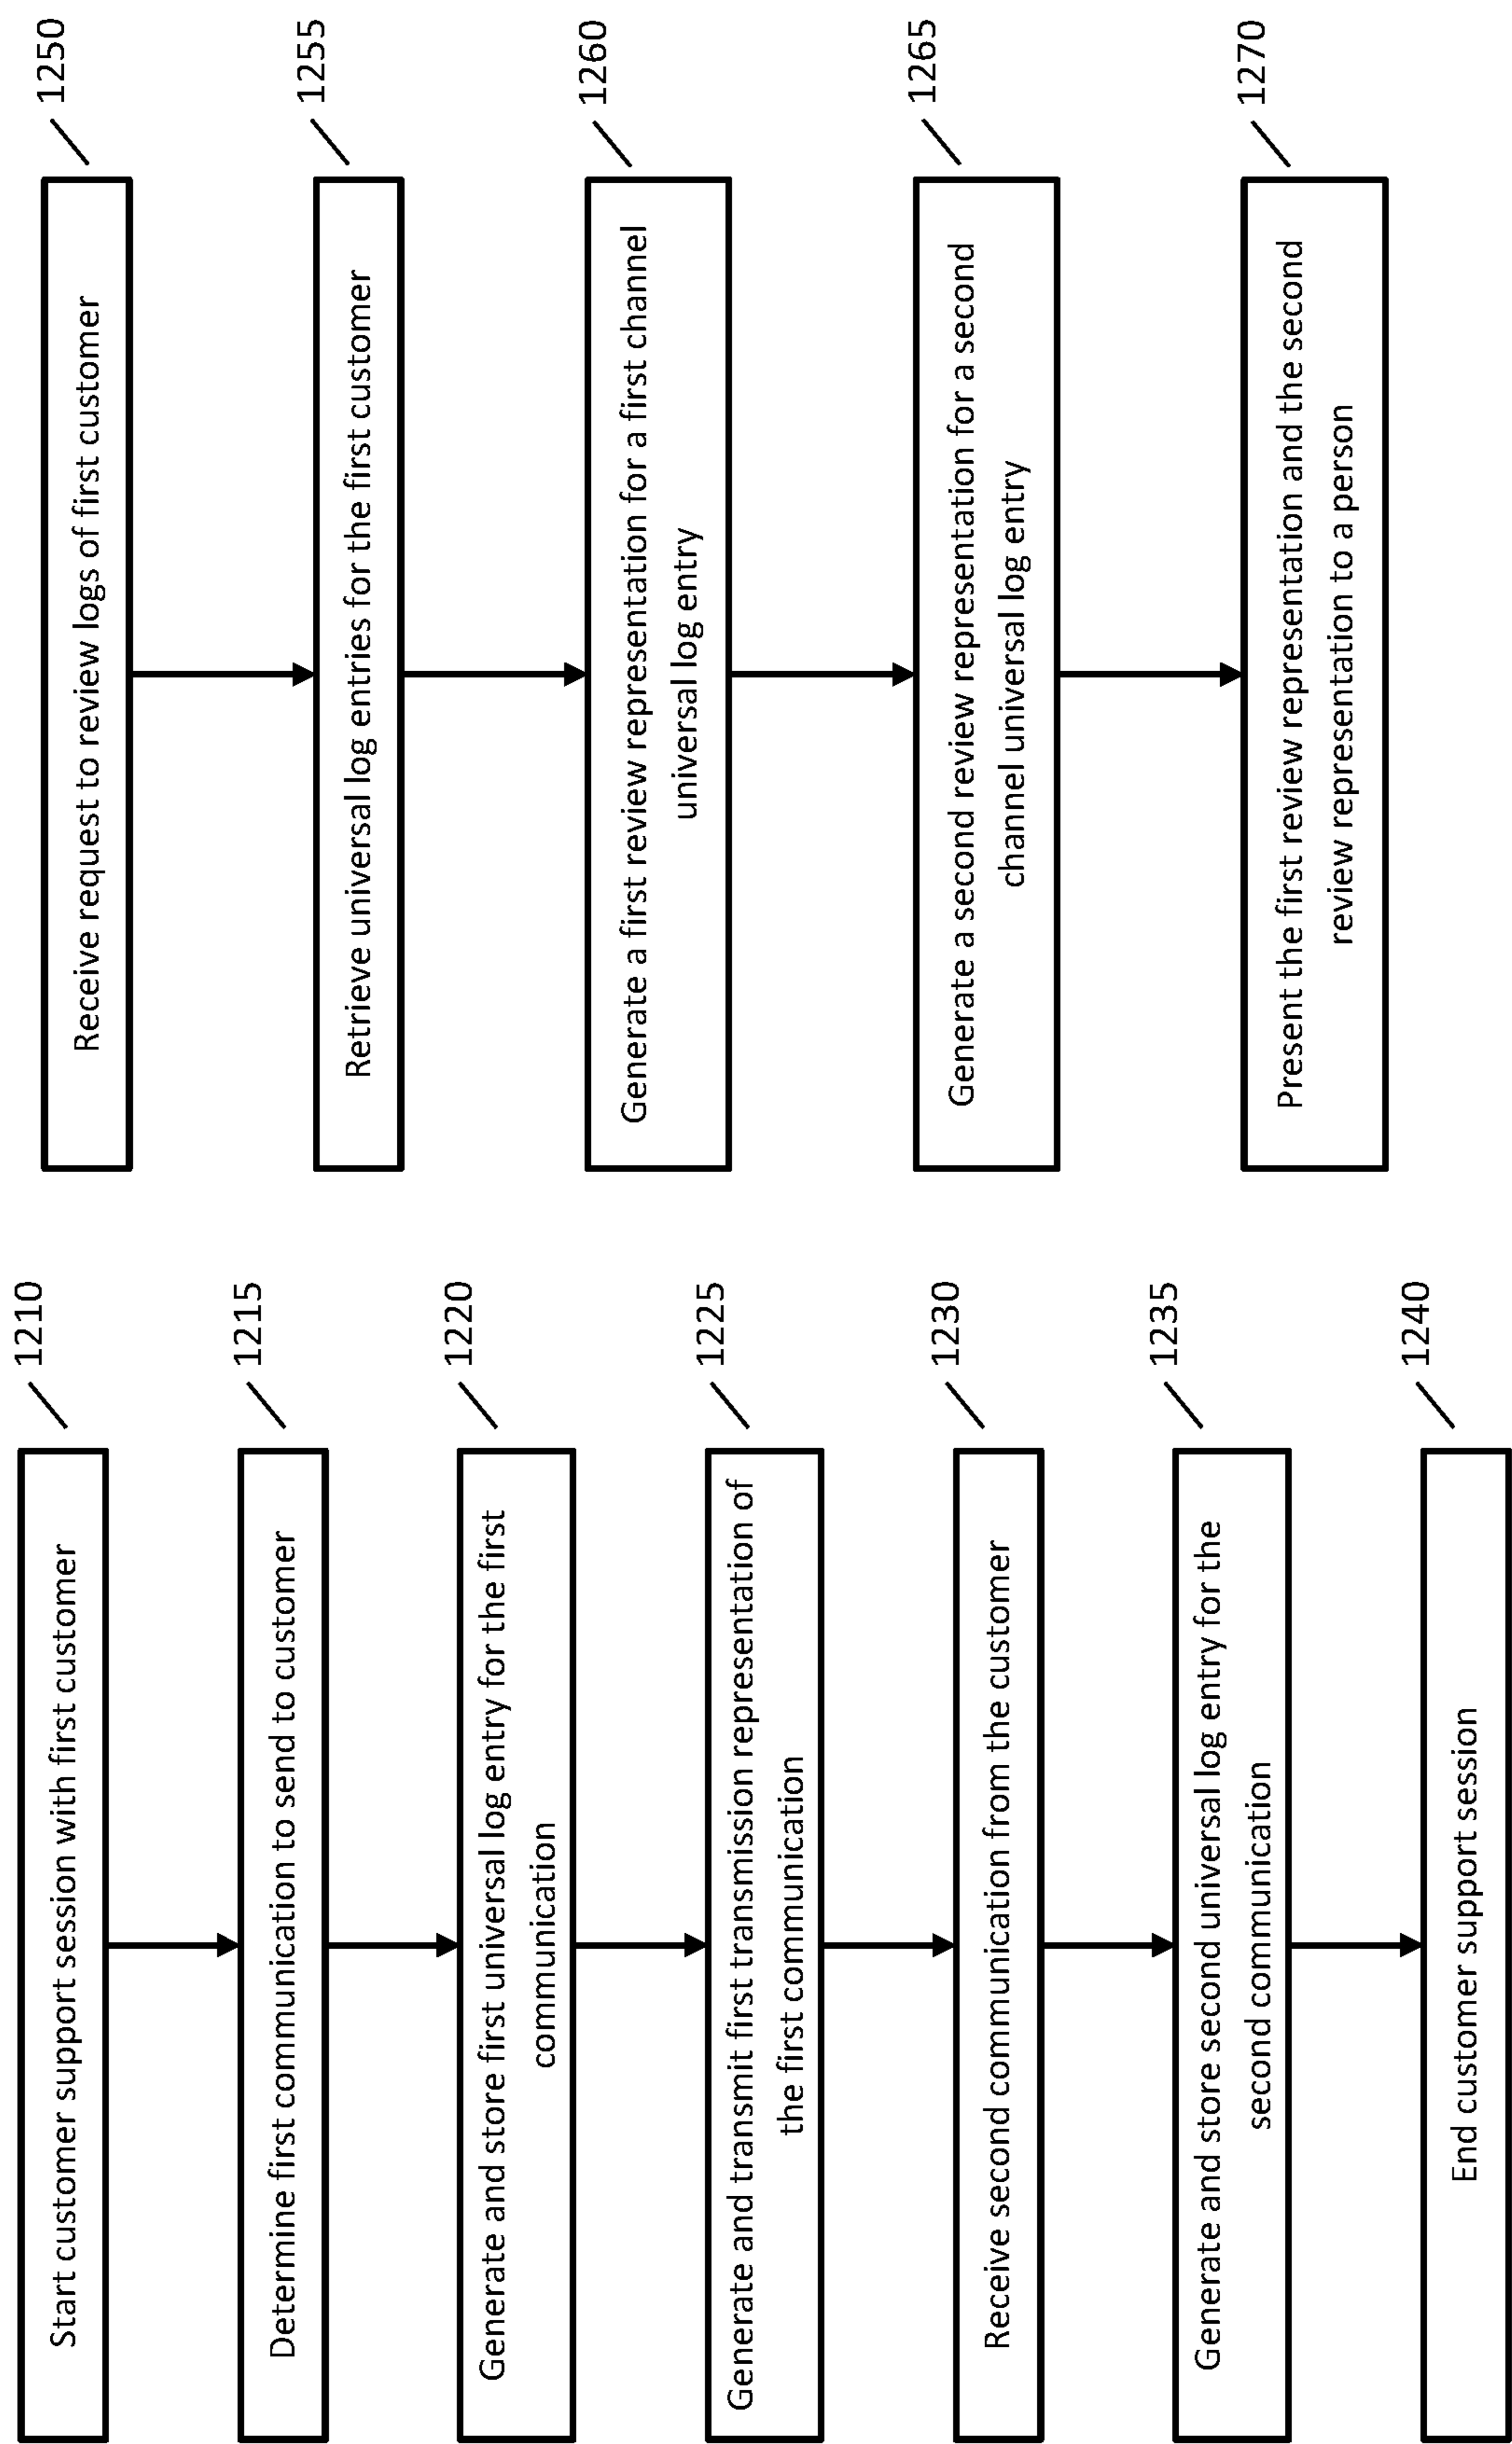 1210
Start customer support session with first customer
1215
Determine first communication to send to customer
1220
Generate and store first universal log entry for the first
communication
1225
Generate and transmit first transmission representation of
the first communication
1230
Receive second communication from the customer
1235
Generate and store second universal log entry for the
second communication
1240
End customer support session
1250
Receive request to review logs of first customer
1255
Retrieve universal log entries for the first customer
1260
Generate a first review representation for a first channel
universal log entry
1265
Generate a second review representation for a second
channel universal log entry
1270
Present the first review representation and the second
review representation to a person